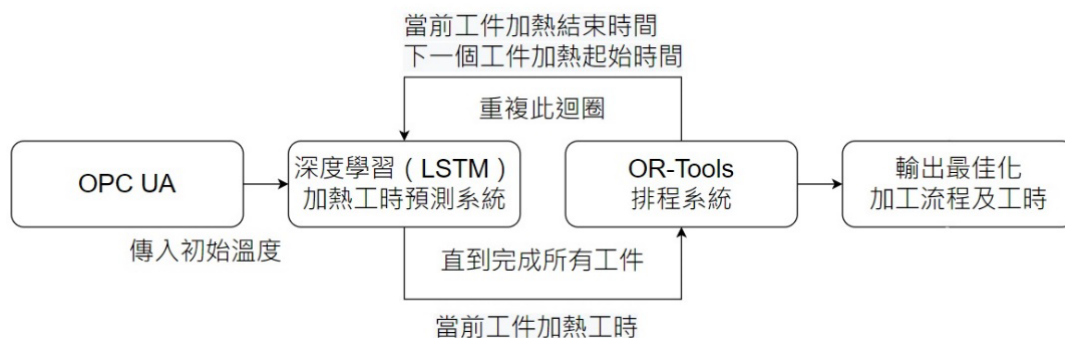 當前工件加熱結束時間
下一個工件加熱起始時間
重複此迴圈
OPC UA
深度學習（LSTM）
加熱工時預測系統
OR-Tools
排程系統
輸出最佳化
加工流程及工時
傳入初始溫度
直到完成所有工件
當前工件加熱工時